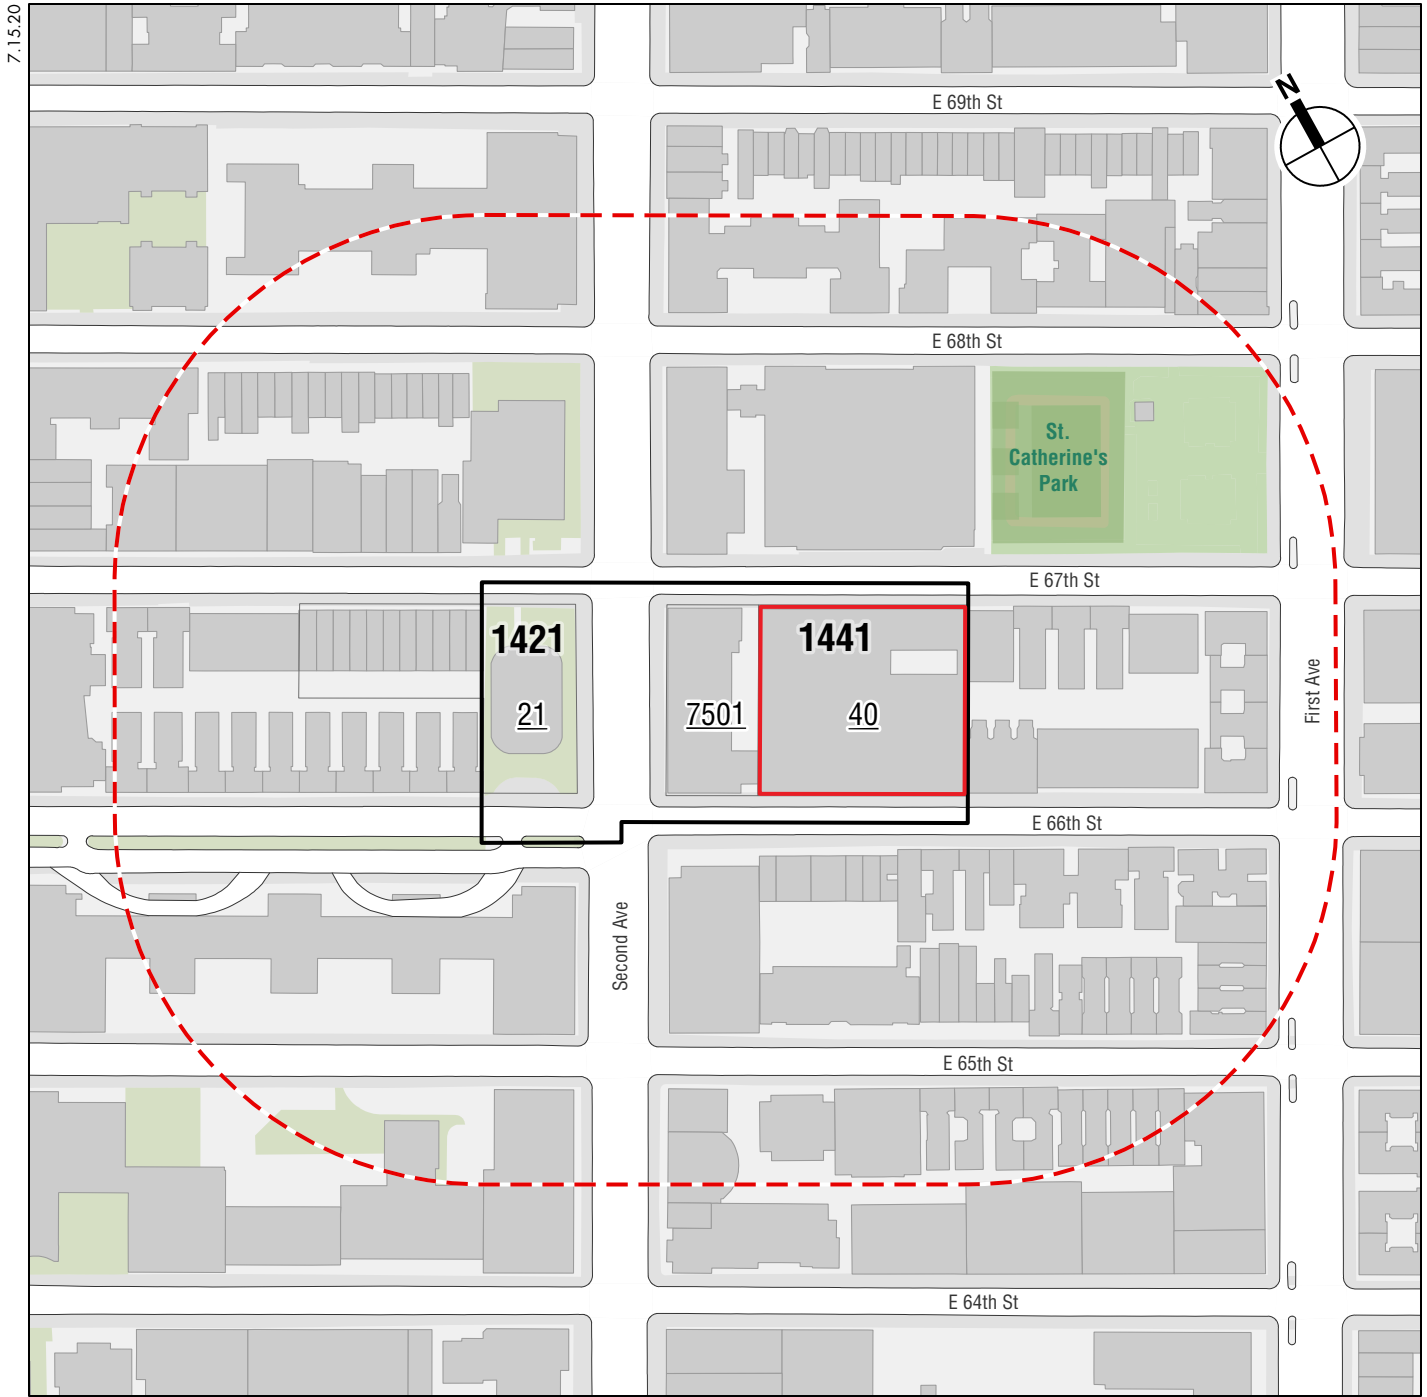 7.15.20
E 69th St
N
E 68th St
St.
Catherine's
Park
E 67th St
1421
1441
21
7501
40
First Ave
E 66th St
Second Ave
E 65th St
E 64th St